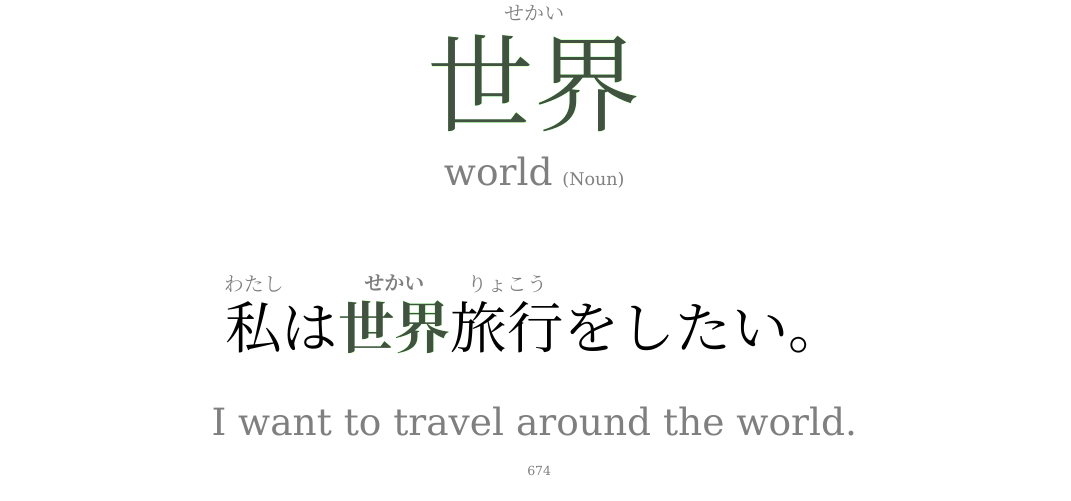 せかい
世界
world (Noun)
わたし せかい りょこう
私は世界旅行をしたい。
I want to travel around the world.
674